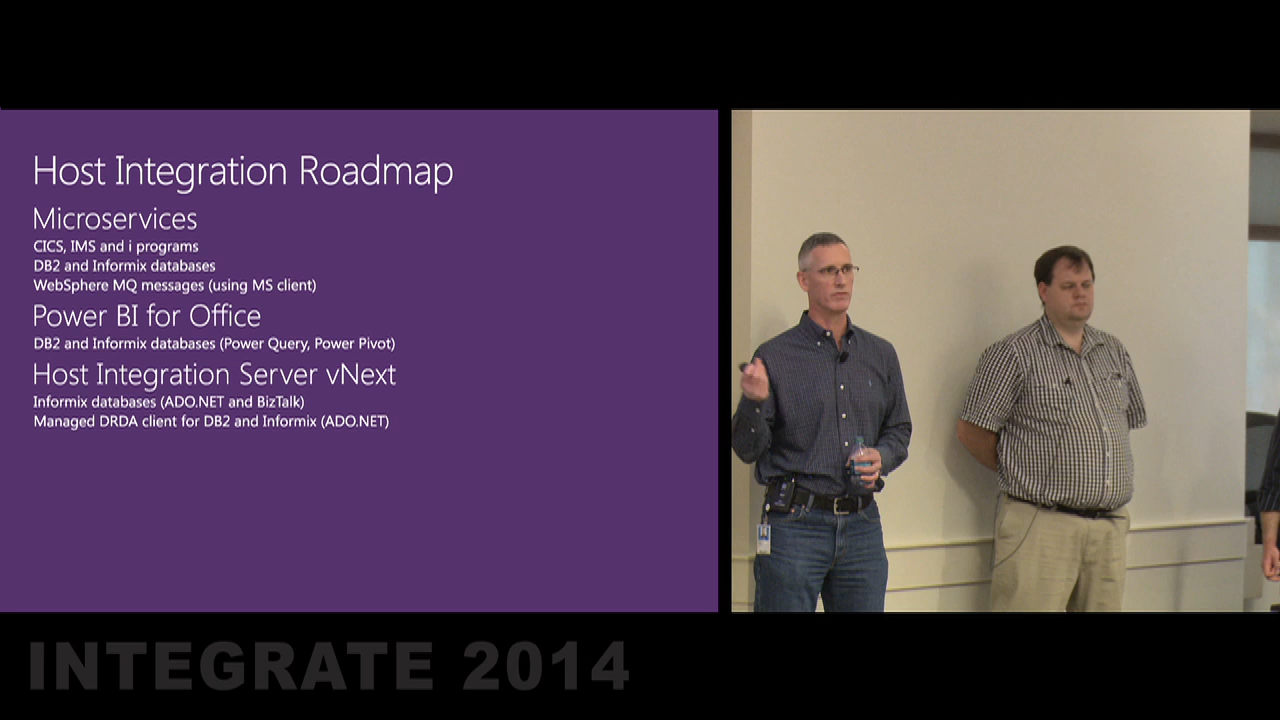 Host Integration Roadmap
Microservices
CICS, IMS and i programs
DB2 and Informix databases
WebSphere MQ messages (using MS client)
Power BI for Office
DB2 and Informix databases (Power Query, Power Pivot)
Host Integration Server vNext
Informix databases (ADO.NET and BizTalk)
Managed DRDA client for DB2 and Informix (ADO.NET)
INTEGRATE 2014